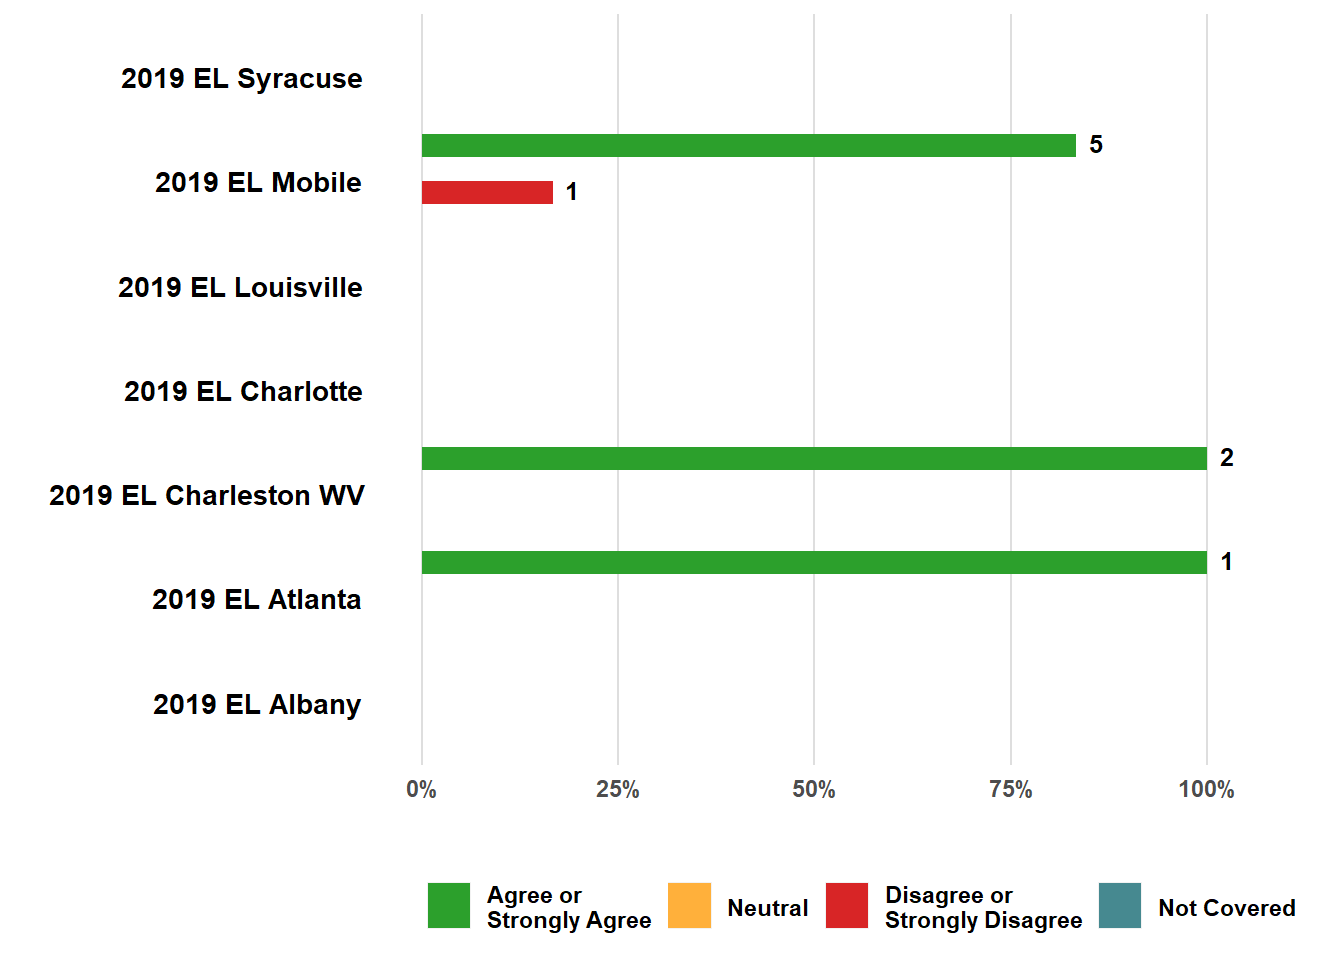 2019 EL Syracuse
5
2019 EL Mobile
1
2019 EL Louisville
2019 EL Charlotte
2
2019 EL Charleston WV
1
2019 EL Atlanta
2019 EL Albany
0% 25% 50% 75% 100%
Agree or
Strongly Agree
Neutral
Disagree or
Strongly Disagree
Not Covered